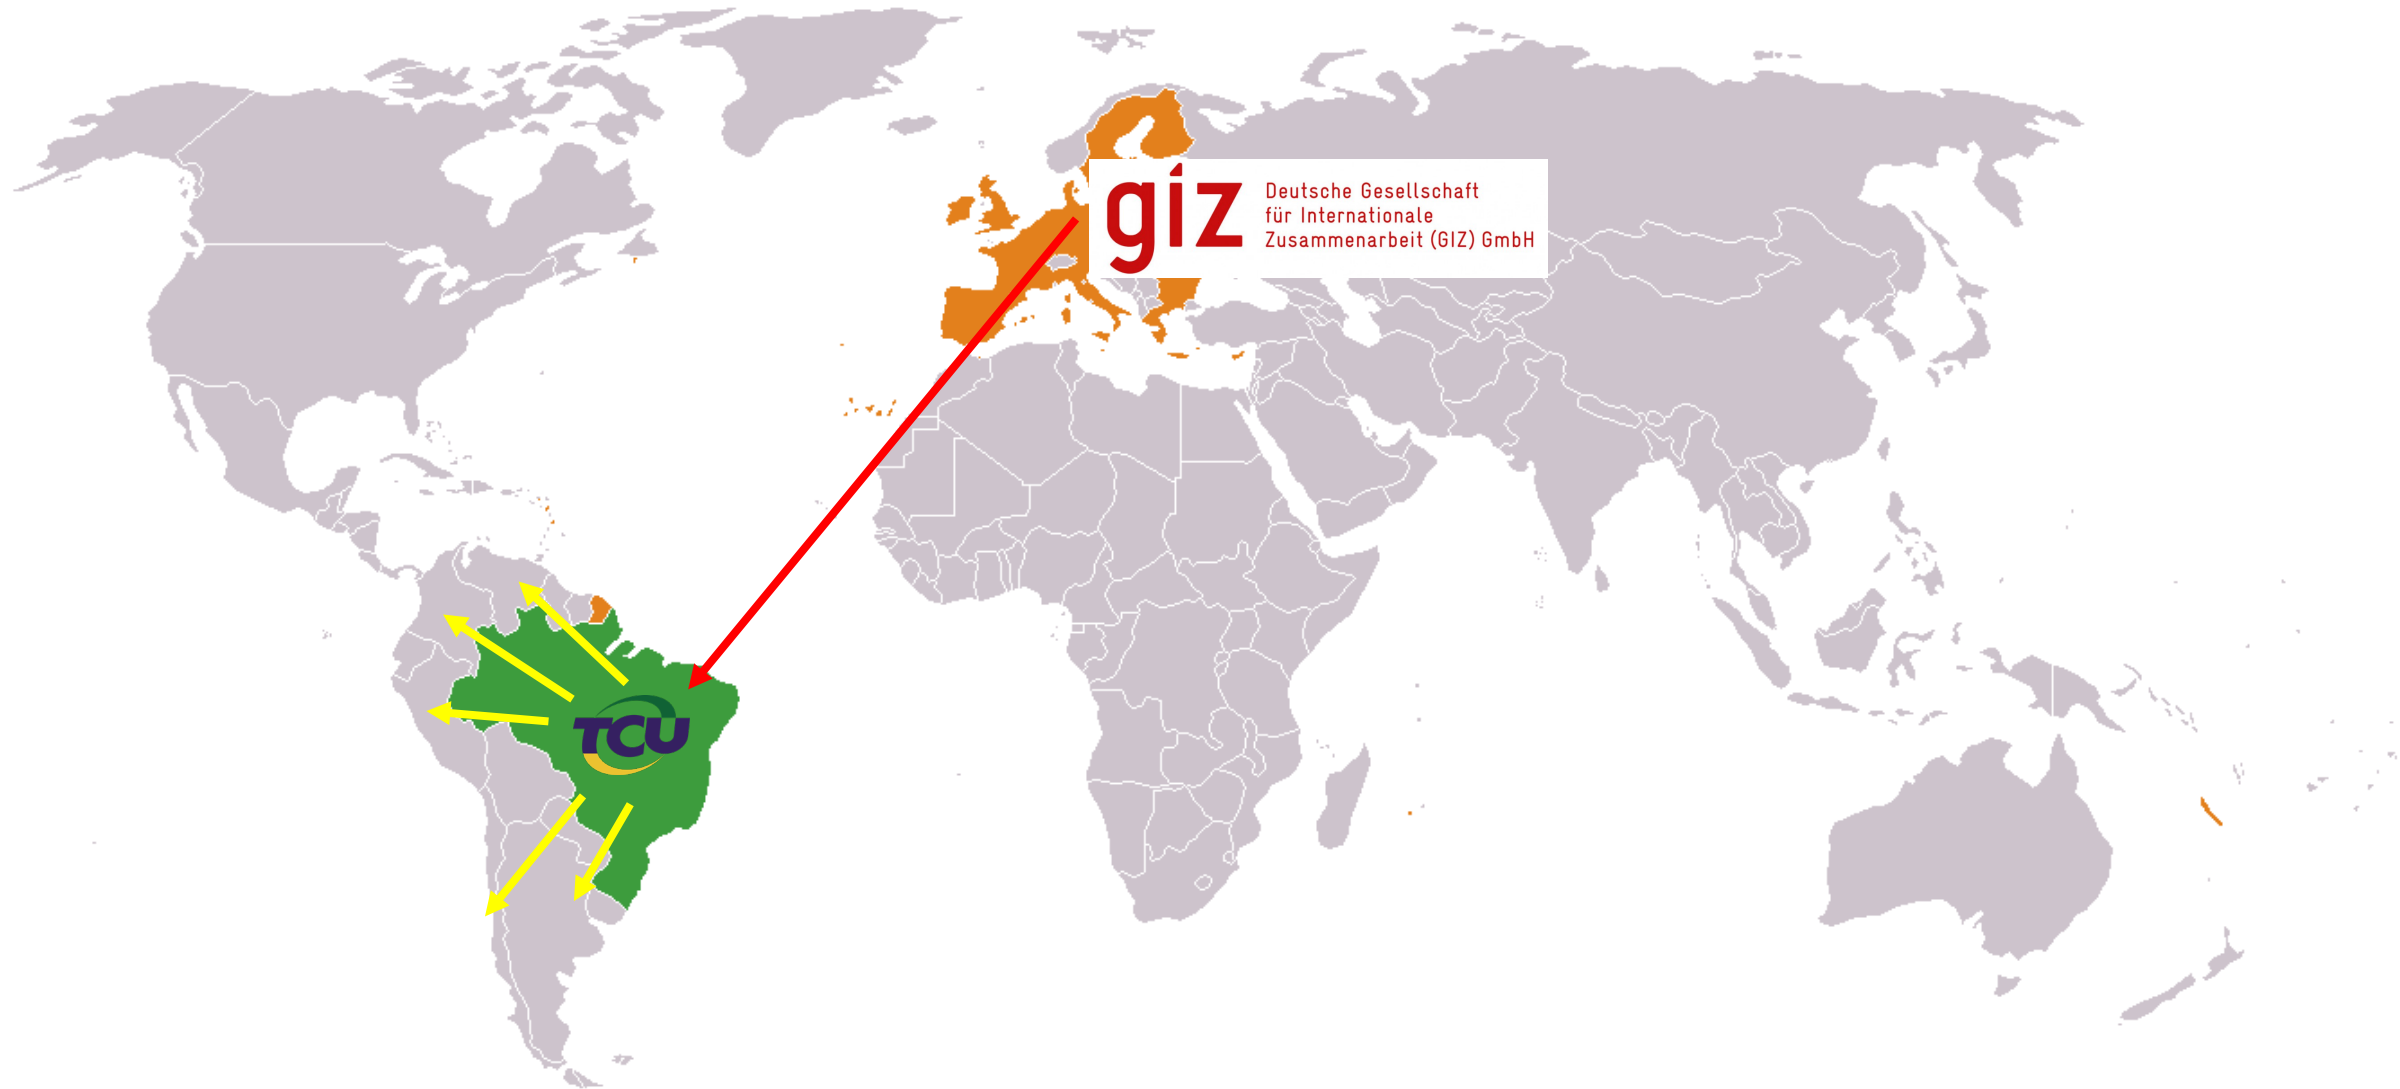 giz
Deutsche Gesellschaft
für Internationale
Zusammenarbeit (GIZ) GmbH
TCU